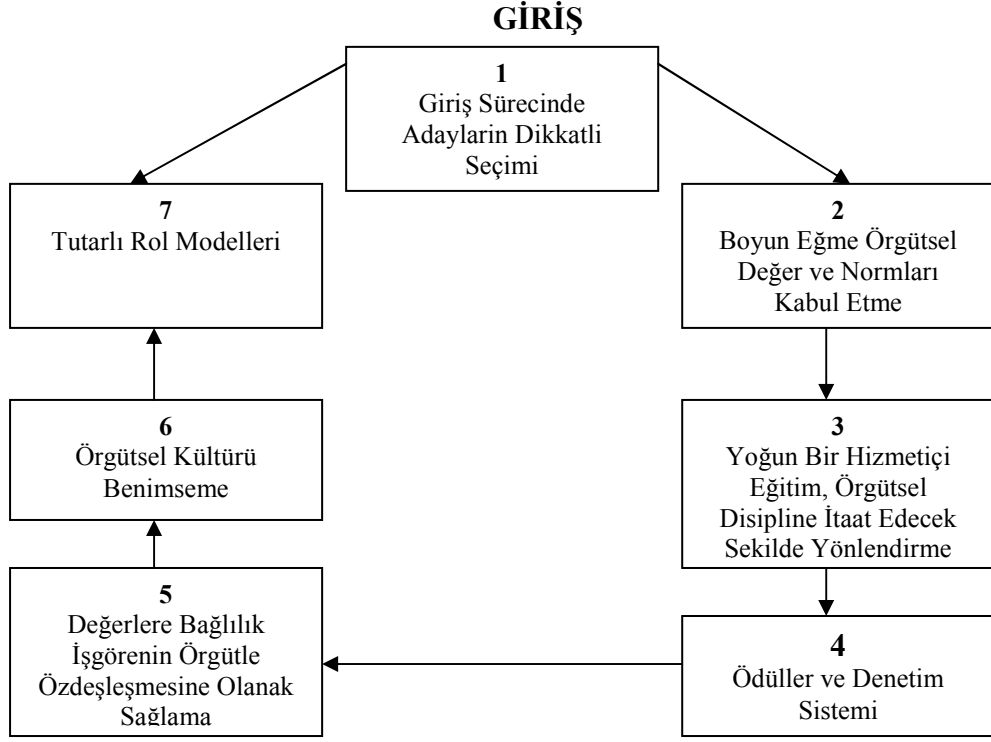 GİRİŞ
1
Giriş Sürecinde
Adayların Dikkatli
Seçimi
2
Boyun Eğme Örgütsel
Değer ve Normları
Kabul Etme
3
Yoğun Bir Hizmetiçi
Eğitim, Örgütsel
Disipline İtaat Edecek
Sekilde Yönlendirme
4
Ödüller ve Denetim
Sistemi
5
Değerlere Bağlılık
İşgörenin Örgütle
Özdeşleşmesine Olanak
Sağlama
6
Örgütsel Kültürü
Benimseme
7
Tutarlı Rol Modelleri